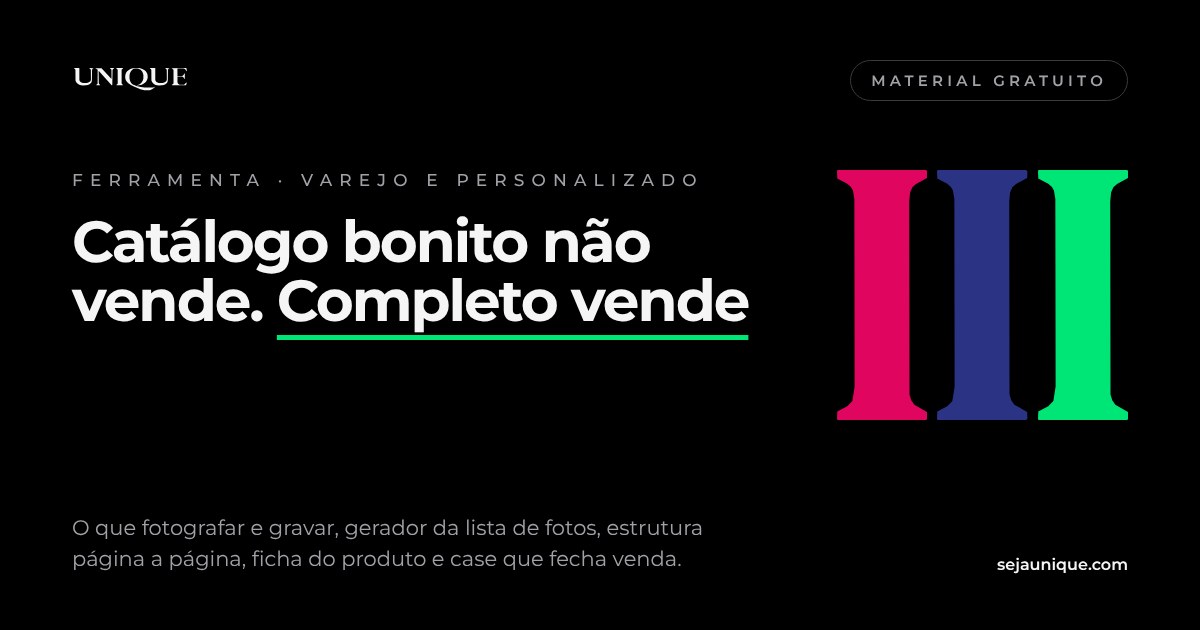 UNIQUE
MATERIAL GRATUITO
FERRAMENTA · VAREJO E PERSONALIZADO
Catálogo bonito não
vende. Completo vende
O que fotografar e gravar, gerador da lista de fotos, estrutura
página a página, ficha do produto e case que fecha venda.
sejaunique.com